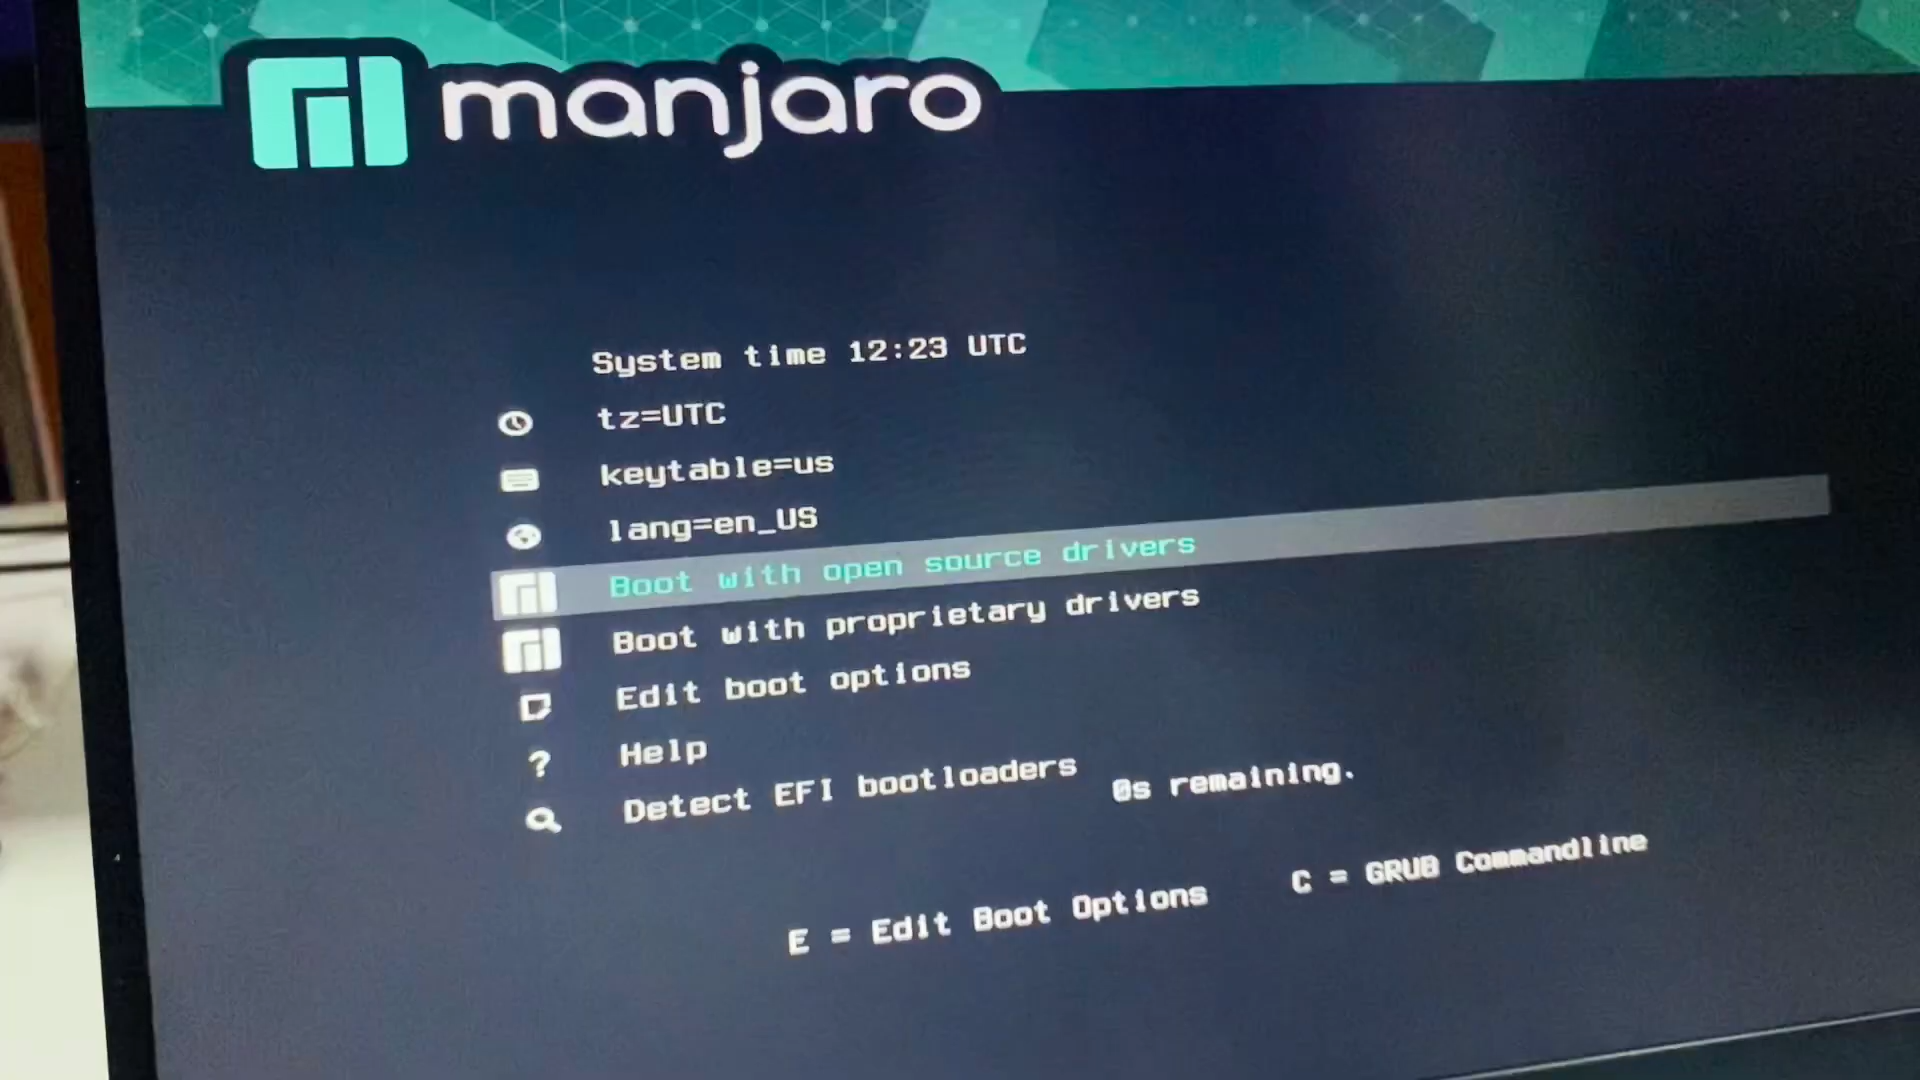 manjaro
System time 12:23 UTC
tz=UTC
keytable=us
lang=en_US
Boot with open source drivers
Boot with proprietary drivers
Edit boot options
Help
Detect EFI bootloaders
0s remaining.
E = Edit Boot Options
C = GRUB Commandline